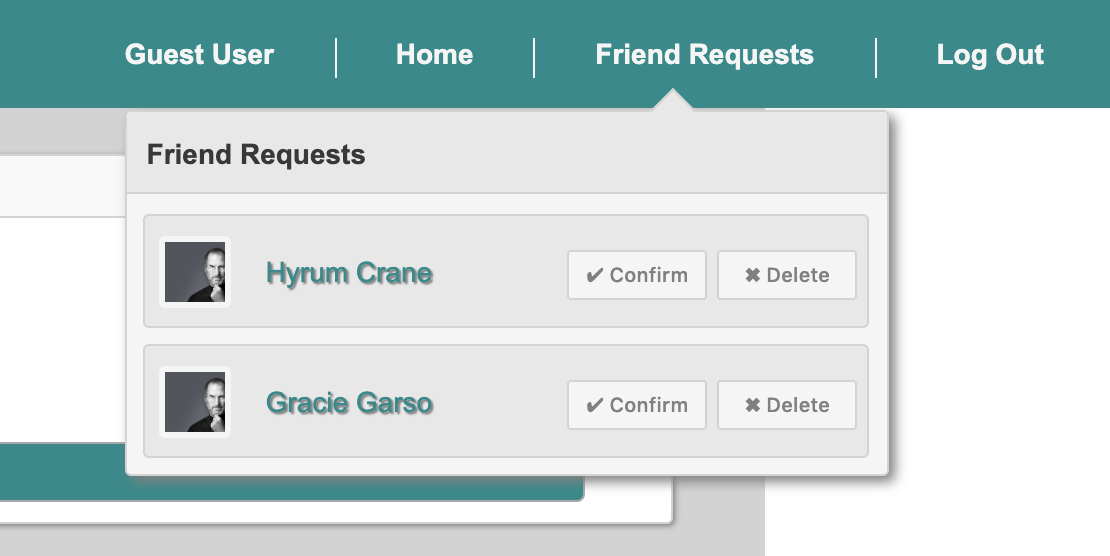 Guest User Home Friend Requests Log Out
Friend Requests
Hyrum Crane ✔ Confirm ✖ Delete
Gracie Garso ✔ Confirm ✖ Delete